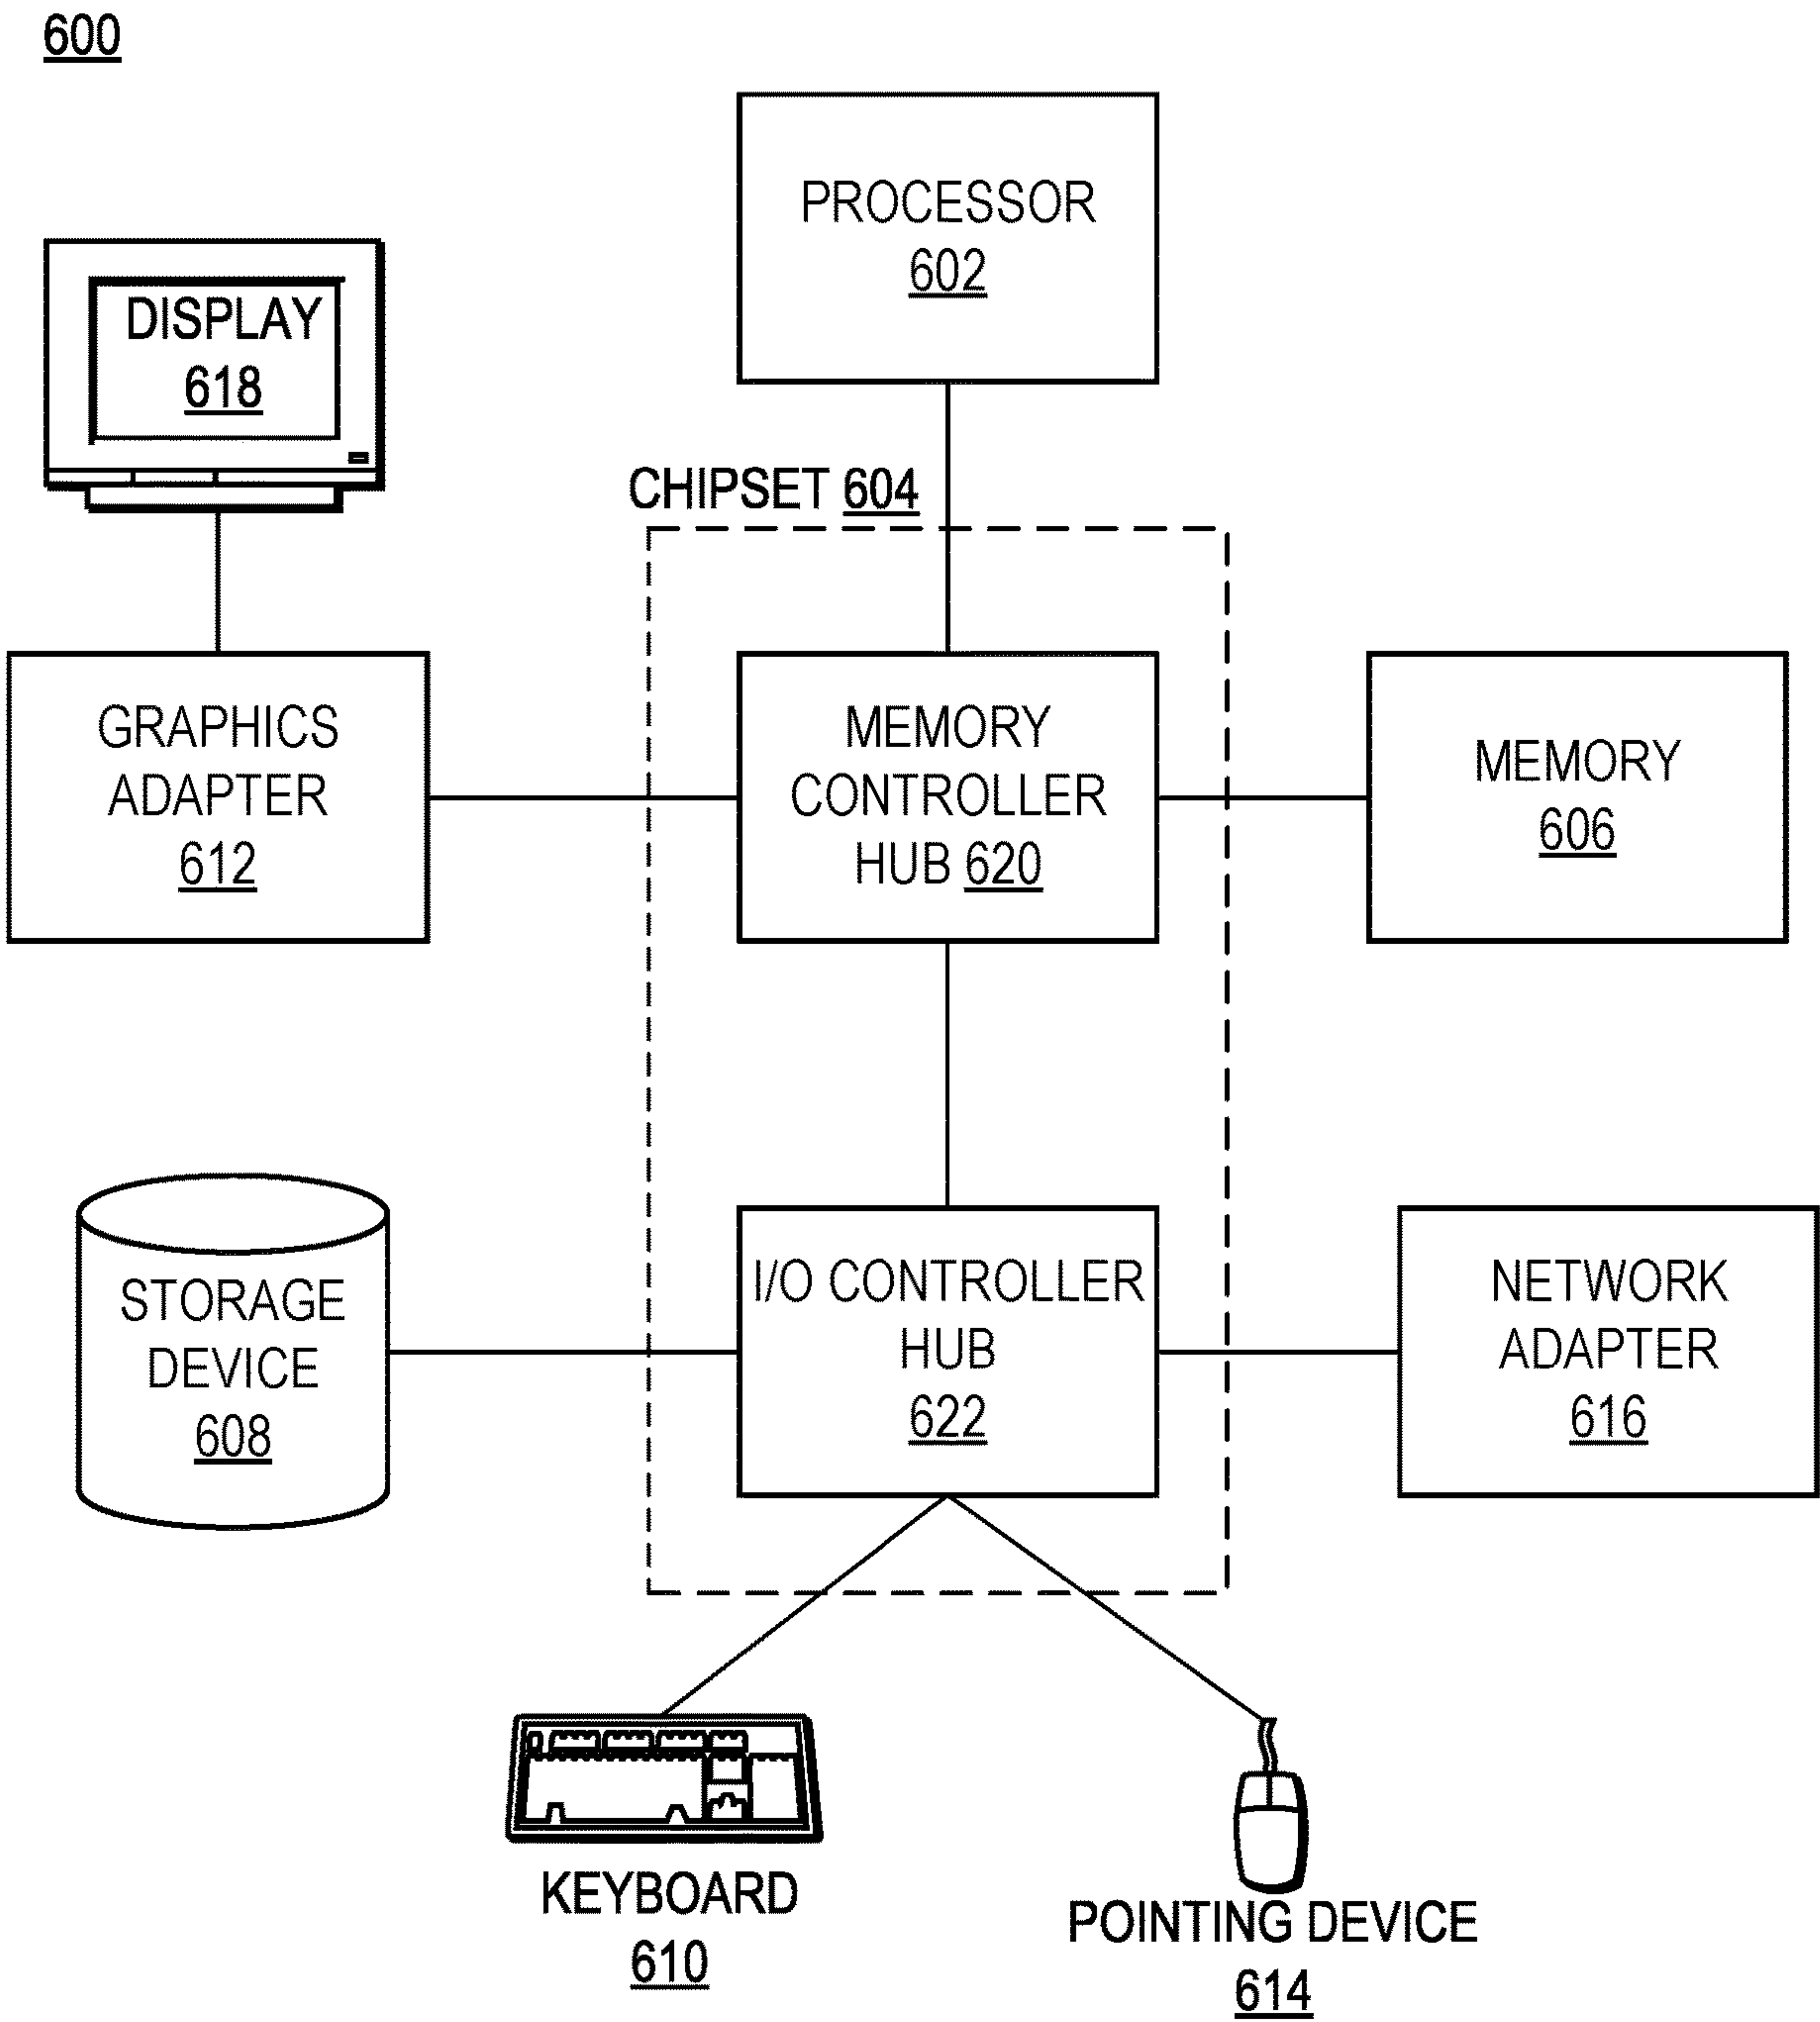 600
PROCESSOR
602
DISPLAY
618
CHIPSET 604
GRAPHICS
ADAPTER
612
MEMORY
CONTROLLER
HUB 620
MEMORY
606
STORAGE
DEVICE
608
I/O CONTROLLER
HUB
622
NETWORK
ADAPTER
616
KEYBOARD
610
POINTING DEVICE
614